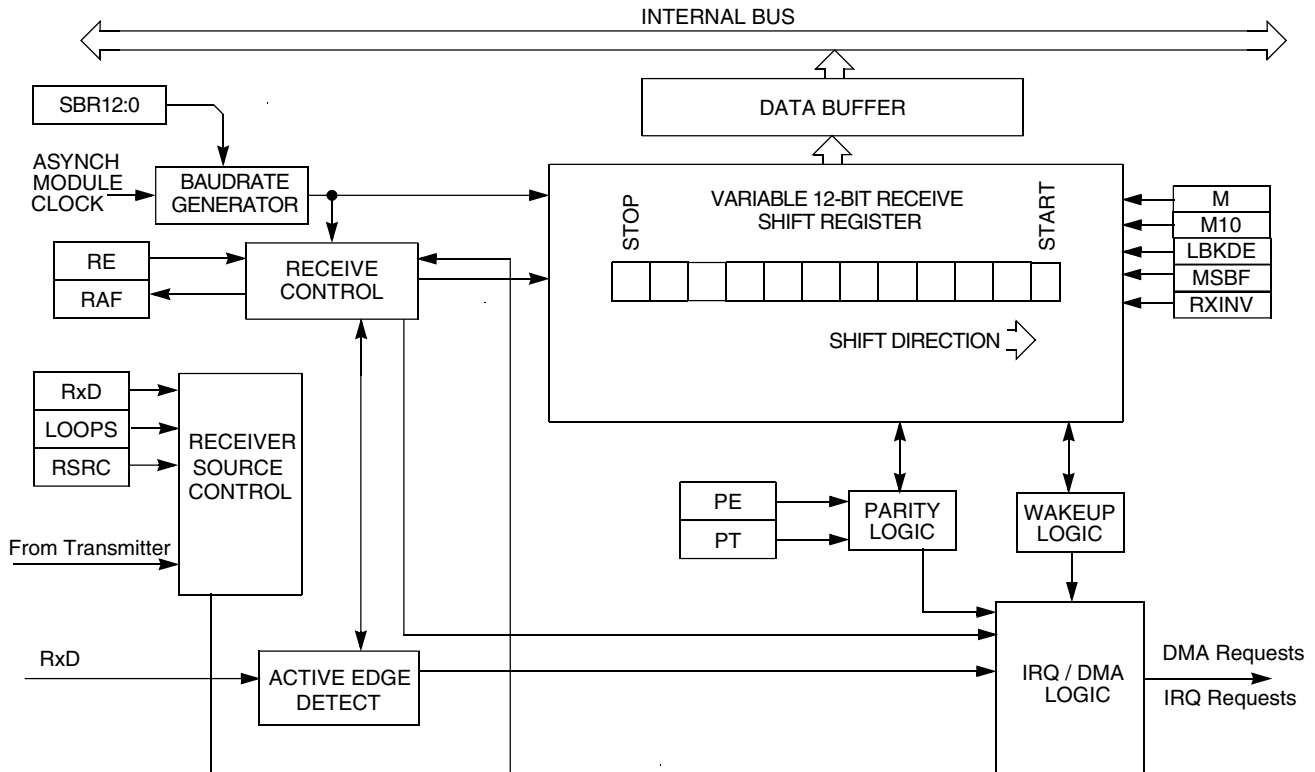 INTERNAL BUS
SBR12:0
DATA BUFFER
ASYNCH
MODULE
CLOCK
BAUDRATE
GENERATOR
VARIABLE 12-BIT RECEIVE
SHIFT REGISTER
STOP
START
M
M10
LBKDE
MSBF
RXINV
RE
RAF
RECEIVE
CONTROL
SHIFT DIRECTION
RxD
LOOPS
RSRC
RECEIVER
SOURCE
CONTROL
PE
PT
PARITY
LOGIC
WAKEUP
LOGIC
From Transmitter
RxD
ACTIVE EDGE
DETECT
IRQ / DMA
LOGIC
DMA Requests
IRQ Requests